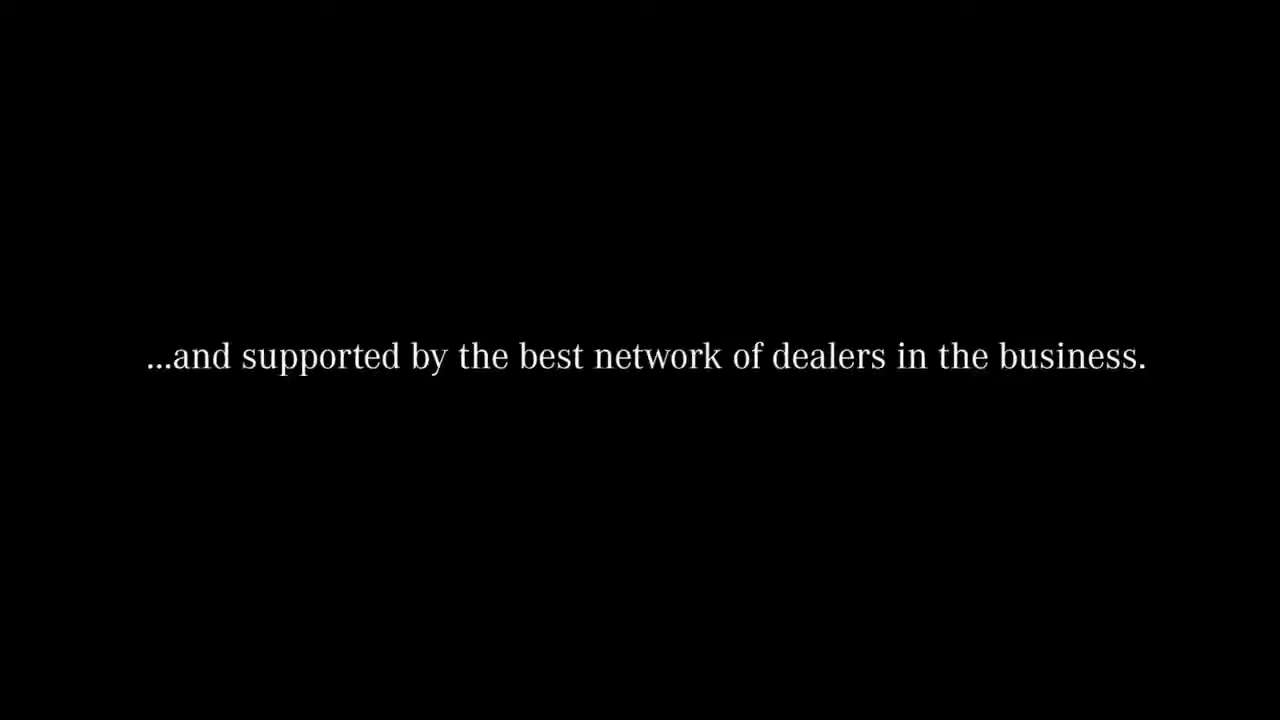 ...and supported by the best network of dealers in the business.